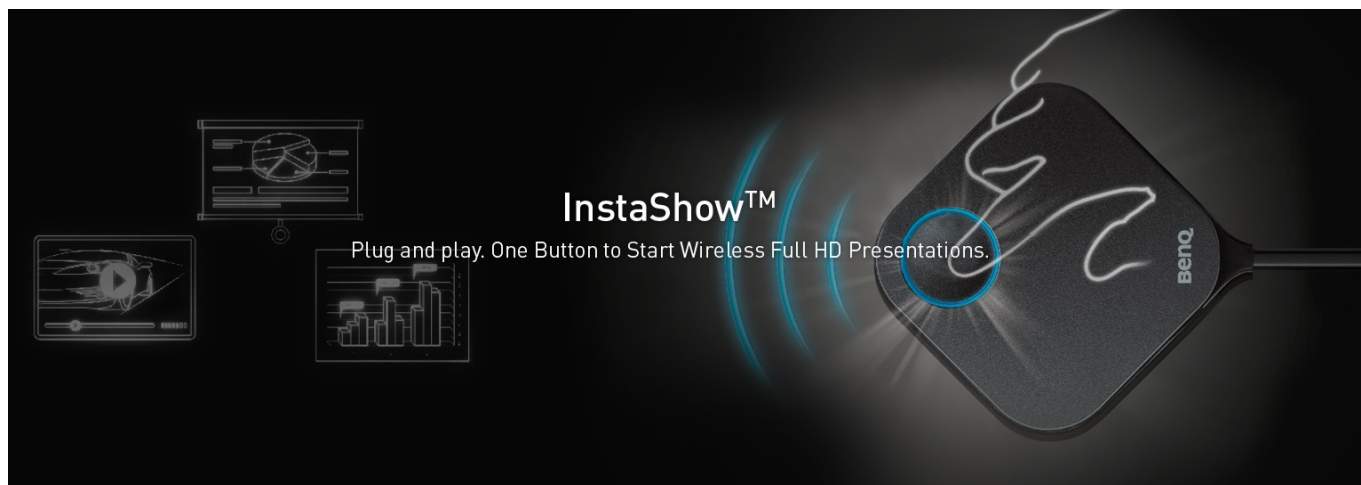 InstaShow™
Plug and play. One Button to Start Wireless Full HD Presentations.
BenQ